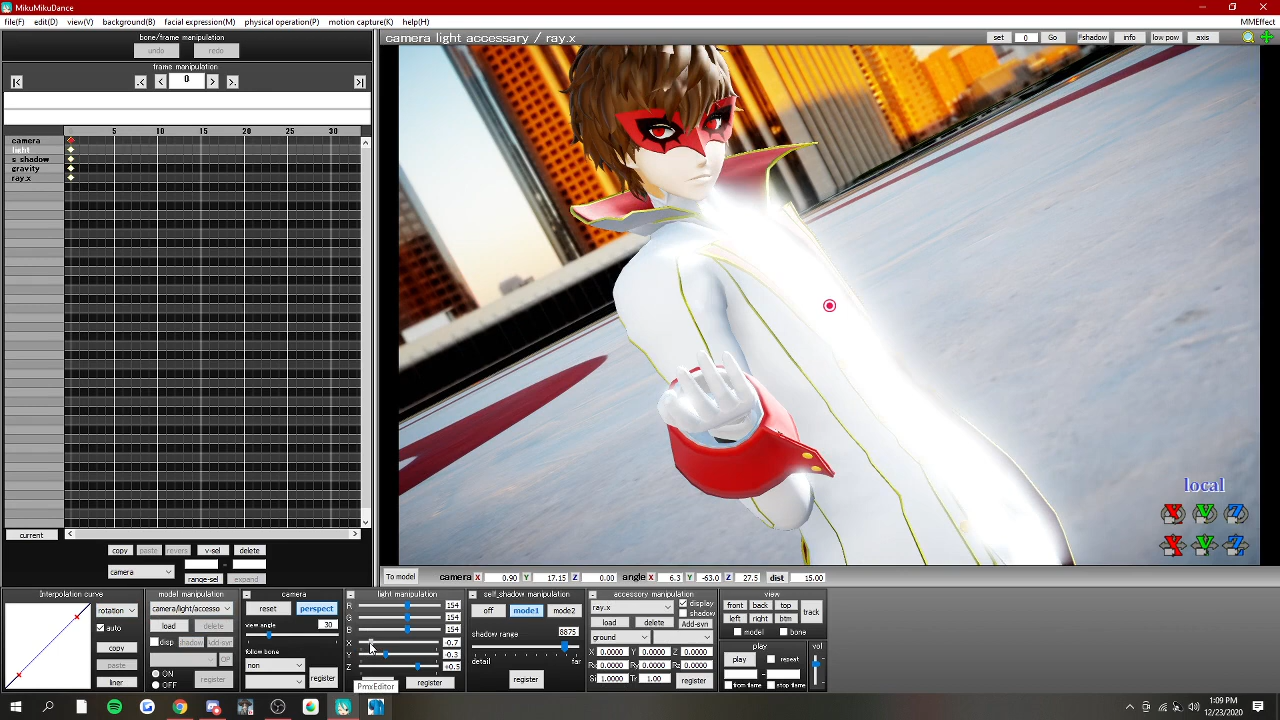 MikuMikuDance
file(F) edit(D) view(V) background(B) facial expression(M) physical operation(P) motion capture(K) help(H) MMEffect
bone/frame manipulation
undo redo
frame manipulation
|< .< < 0 > >. >|
camera light accessary / ray.x
set 0 Go Pshadow info low pow axis
5 10 15 20 25 30
camera
light
s.shadow
gravity
ray.x
local
X Y Z
X Y Z
current
copy paste revers v-sel delete
camera - range-sel expand
To model camera X 0.90 Y 17.15 Z 0.00 angle X 6.3 Y -63.0 Z 27.5 dist 15.00
Interpolation curve
rotation
auto
copy
paste
liner
model manipulation
camera/light/accesso
load delete
disp shadow Add-syn
OP
ON
OFF
register
- camera
reset perspect
view angle 30
follow bone
non
register
- light manipulation
R 154
G 154
B 154
X -0.7
Y -0.3
Z +0.5
register
PmxEditor
- self_shadow manipulation
off mode1 mode2
shadow range 8875
detail far
register
- accessory manipulation
ray.x display
shadow
load delete Add-syn
ground
X 0.0000 Y 0.0000 Z 0.0000
Rx 0.0000 Ry 0.0000 Rz 0.0000
Si 1.0000 Tr 1.00 register
view
front back top
left right btm
track
model bone
play
play repeat
-
from flame stop flame
vol
1:09 PM
12/23/2020